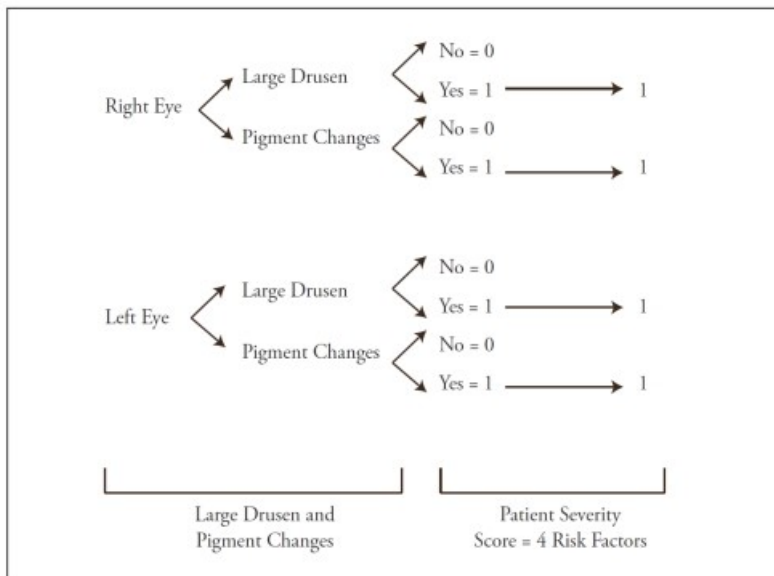 Large Drusen
No = 0
Right Eye
Yes = 1
1
Pigment Changes
No = 0
Yes = 1
1
Large Drusen
No = 0
Left Eye
Yes = 1
1
Pigment Changes
No = 0
Yes = 1
1
Large Drusen and
Pigment Changes
Patient Severity
Score = 4 Risk Factors